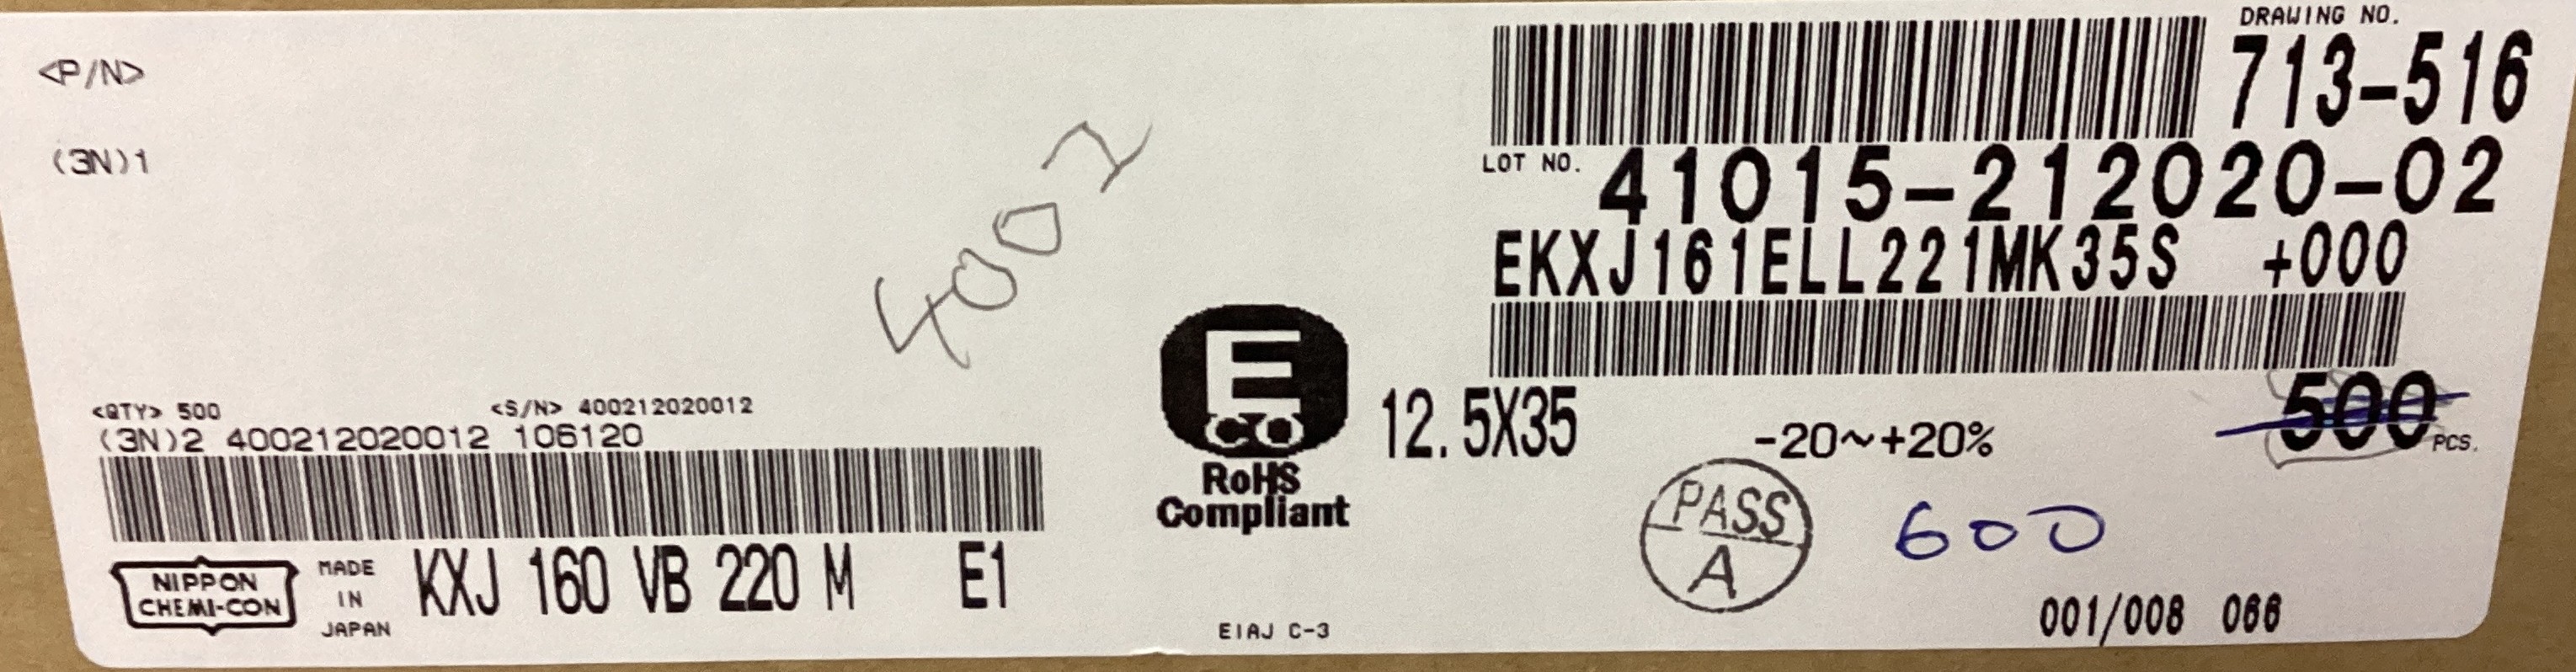 <P/N>
(3N)1
4002
DRAWING NO.
713-516
LOT NO. 41015-212020-02
EKXJ161ELL221MK35S +000
<QTY> 500 <S/N> 400212020012
(3N)2 400212020012 106120
E
CO
RoHS
Compliant
12.5X35 -20~+20% 500 PCS.
PASS
A
600
NIPPON
CHEMI-CON
MADE
IN
JAPAN
KXJ 160 VB 220 M E1
EIAJ C-3
001/008 066